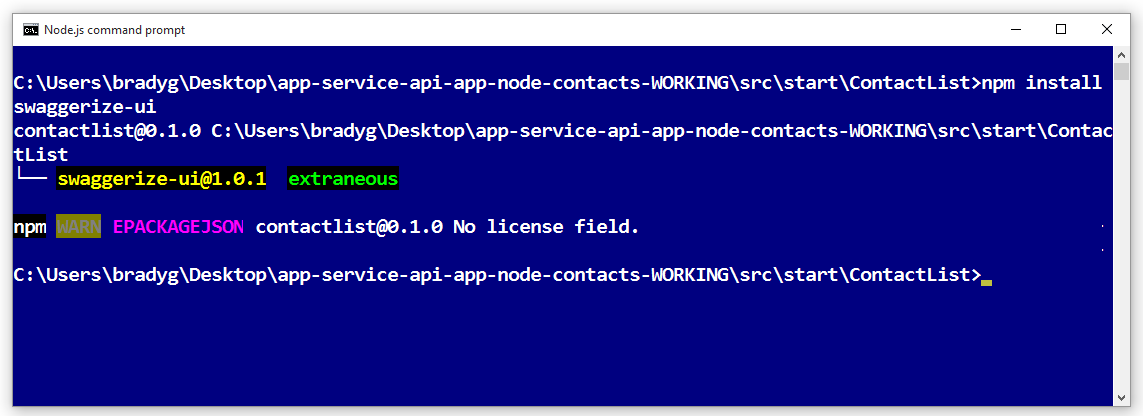 Node.js command prompt
C:\Users\bradyg\Desktop\app-service-api-app-node-contacts-WORKING\src\start\ContactList>npm install
swaggerize-ui
contactlist@0.1.0 C:\Users\bradyg\Desktop\app-service-api-app-node-contacts-WORKING\src\start\Contac
tList
└── swaggerize-ui@1.0.1  extraneous
npm WARN EPACKAGEJSON contactlist@0.1.0 No license field.
C:\Users\bradyg\Desktop\app-service-api-app-node-contacts-WORKING\src\start\ContactList>